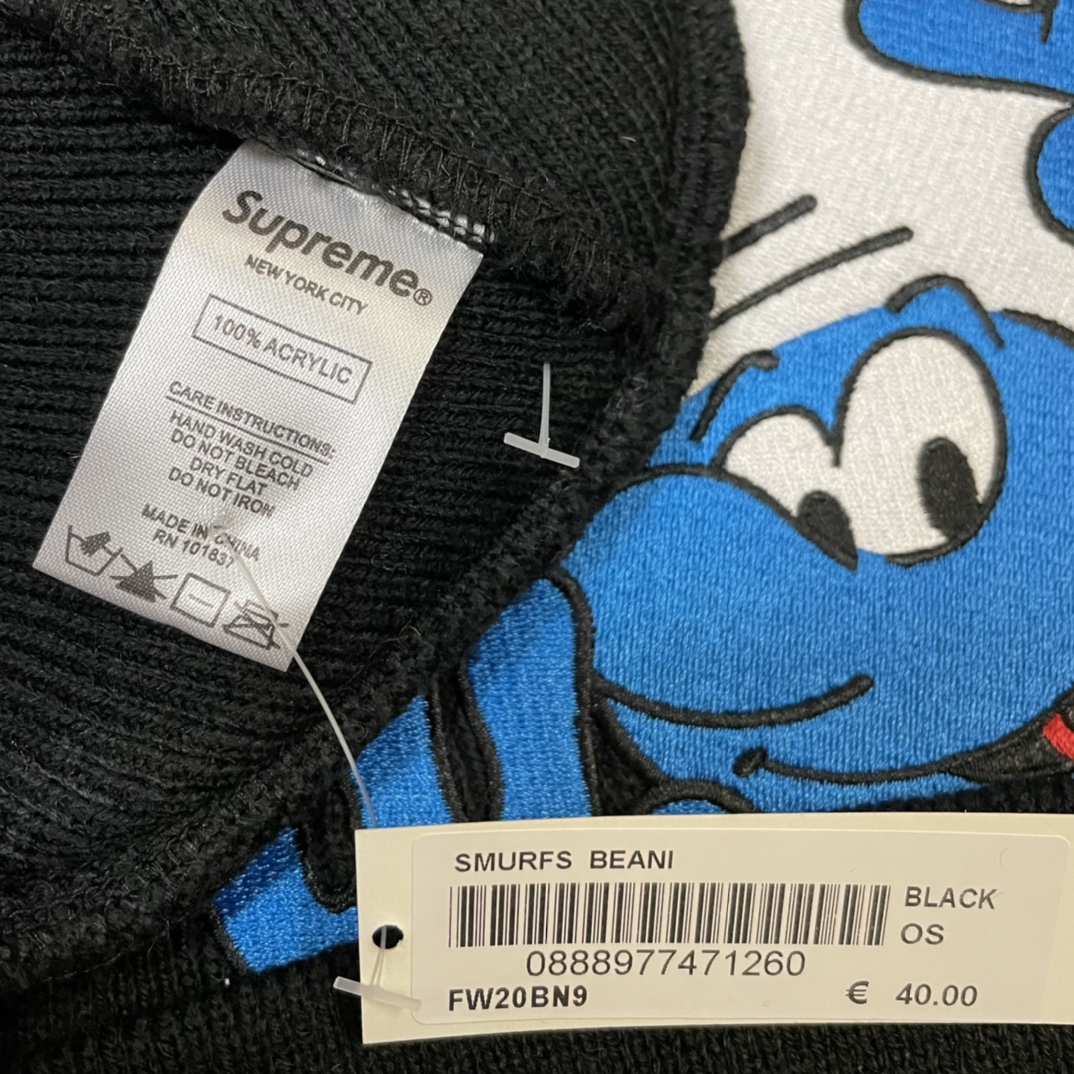 Supreme®
NEW YORK CITY
100% ACRYLIC
CARE INSTRUCTIONS:
HAND WASH COLD
DO NOT BLEACH
DRY FLAT
DO NOT IRON
MADE IN CHINA
RN 101837
SMURFS BEANI
BLACK
OS
0888977471260
FW20BN9 € 40.00